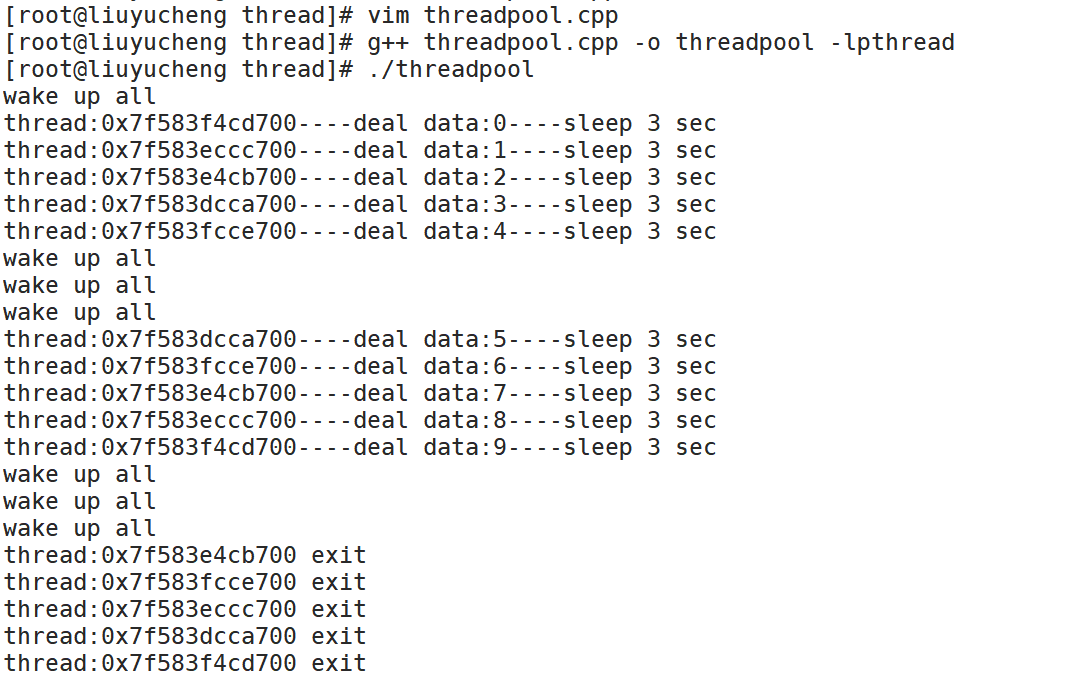 [root@liuyucheng thread]# vim threadpool.cpp
[root@liuyucheng thread]# g++ threadpool.cpp -o threadpool -lpthread
[root@liuyucheng thread]# ./threadpool
wake up all
thread:0x7f583f4cd700----deal data:0----sleep 3 sec
thread:0x7f583eccc700----deal data:1----sleep 3 sec
thread:0x7f583e4cb700----deal data:2----sleep 3 sec
thread:0x7f583dcca700----deal data:3----sleep 3 sec
thread:0x7f583fcce700----deal data:4----sleep 3 sec
wake up all
wake up all
wake up all
thread:0x7f583dcca700----deal data:5----sleep 3 sec
thread:0x7f583fcce700----deal data:6----sleep 3 sec
thread:0x7f583e4cb700----deal data:7----sleep 3 sec
thread:0x7f583eccc700----deal data:8----sleep 3 sec
thread:0x7f583f4cd700----deal data:9----sleep 3 sec
wake up all
wake up all
wake up all
thread:0x7f583e4cb700 exit
thread:0x7f583fcce700 exit
thread:0x7f583eccc700 exit
thread:0x7f583dcca700 exit
thread:0x7f583f4cd700 exit